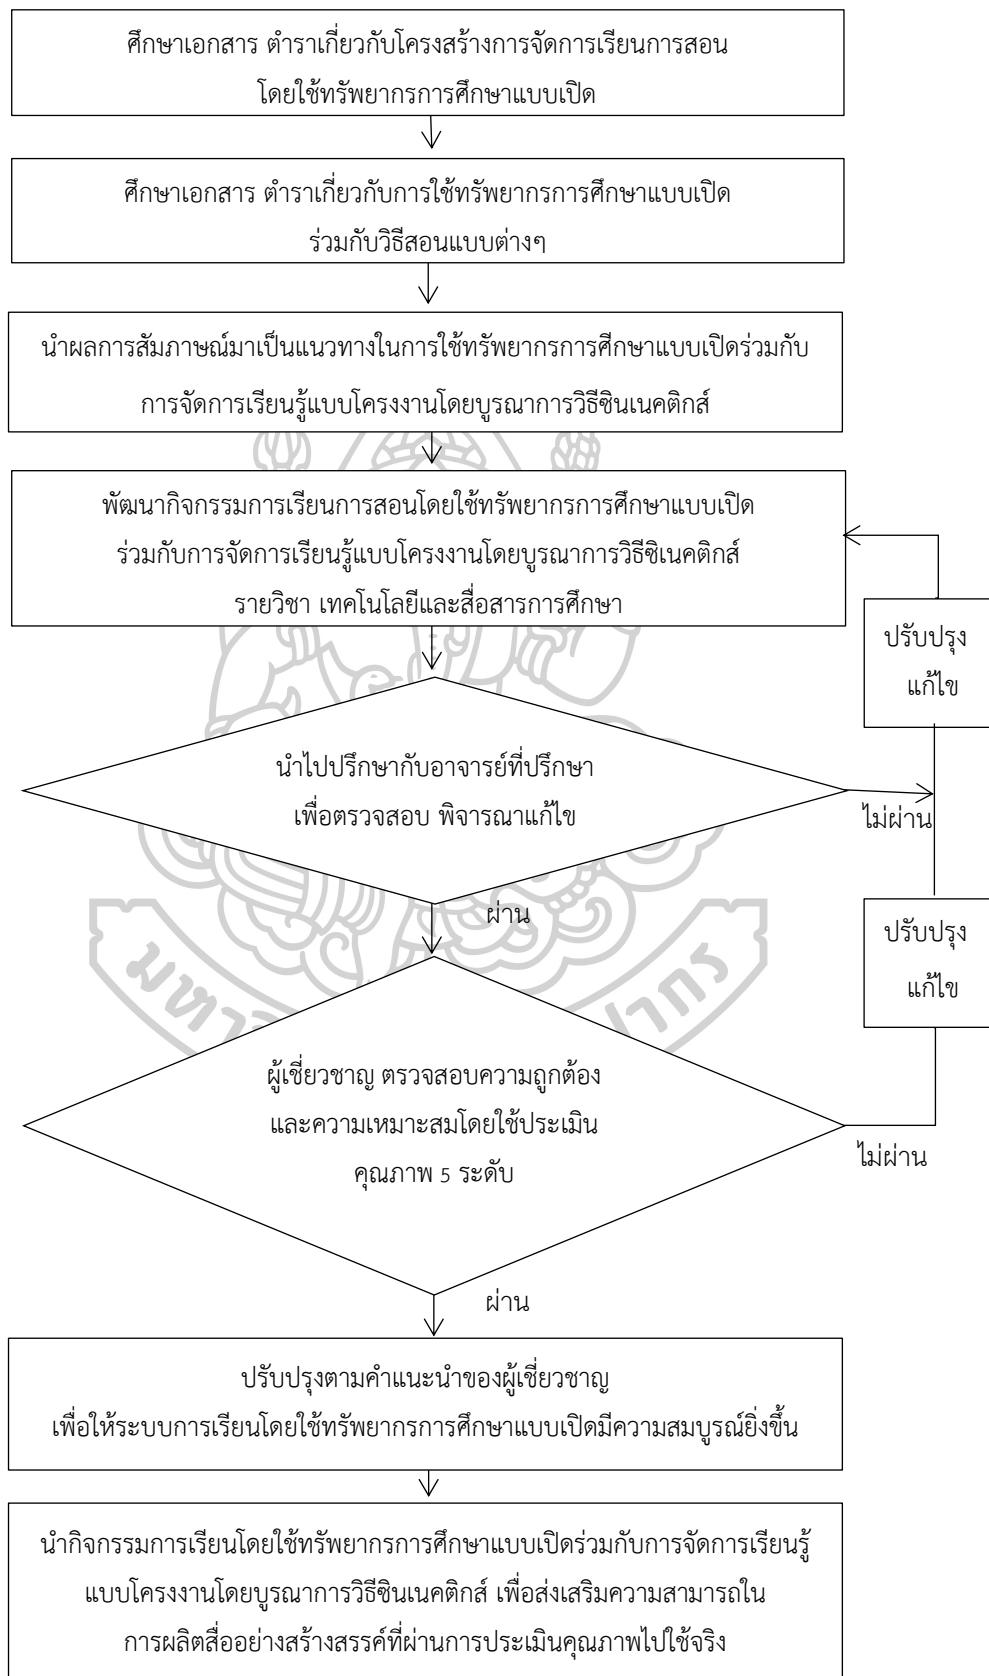 ศึกษาเอกสาร ตำราเกี่ยวกับโครงสร้างการจัดการเรียนการสอน
โดยใช้ทรัพยากรการศึกษาแบบเปิด
ศึกษาเอกสาร ตำราเกี่ยวกับการใช้ทรัพยากรการศึกษาแบบเปิด
ร่วมกับวิธีสอนแบบต่างๆ
นำผลการสัมภาษณ์มาเป็นแนวทางในการใช้ทรัพยากรการศึกษาแบบเปิดร่วมกับ
การจัดการเรียนรู้แบบโครงงานโดยบูรณาการวิธีซินเนคติกส์
พัฒนากิจกรรมการเรียนการสอนโดยใช้ทรัพยากรการศึกษาแบบเปิด
ร่วมกับการจัดการเรียนรู้แบบโครงงานโดยบูรณาการวิธีซิเนคติกส์
รายวิชา เทคโนโลยีและสื่อสารการศึกษา
ปรับปรุง
แก้ไข
นำไปปรึกษากับอาจารย์ที่ปรึกษา
เพื่อตรวจสอบ พิจารณาแก้ไข
ไม่ผ่าน
ผ่าน
ปรับปรุง
แก้ไข
ผู้เชี่ยวชาญ ตรวจสอบความถูกต้อง
และความเหมาะสมโดยใช้ประเมิน
คุณภาพ 5 ระดับ
ไม่ผ่าน
ผ่าน
ปรับปรุงตามคำแนะนำของผู้เชี่ยวชาญ
เพื่อให้ระบบการเรียนโดยใช้ทรัพยากรการศึกษาแบบเปิดมีความสมบูรณ์ยิ่งขึ้น
นำกิจกรรมการเรียนโดยใช้ทรัพยากรการศึกษาแบบเปิดร่วมกับการจัดการเรียนรู้
แบบโครงงานโดยบูรณาการวิธีซินเนคติกส์ เพื่อส่งเสริมความสามารถใน
การผลิตสื่ออย่างสร้างสรรค์ที่ผ่านการประเมินคุณภาพไปใช้จริง